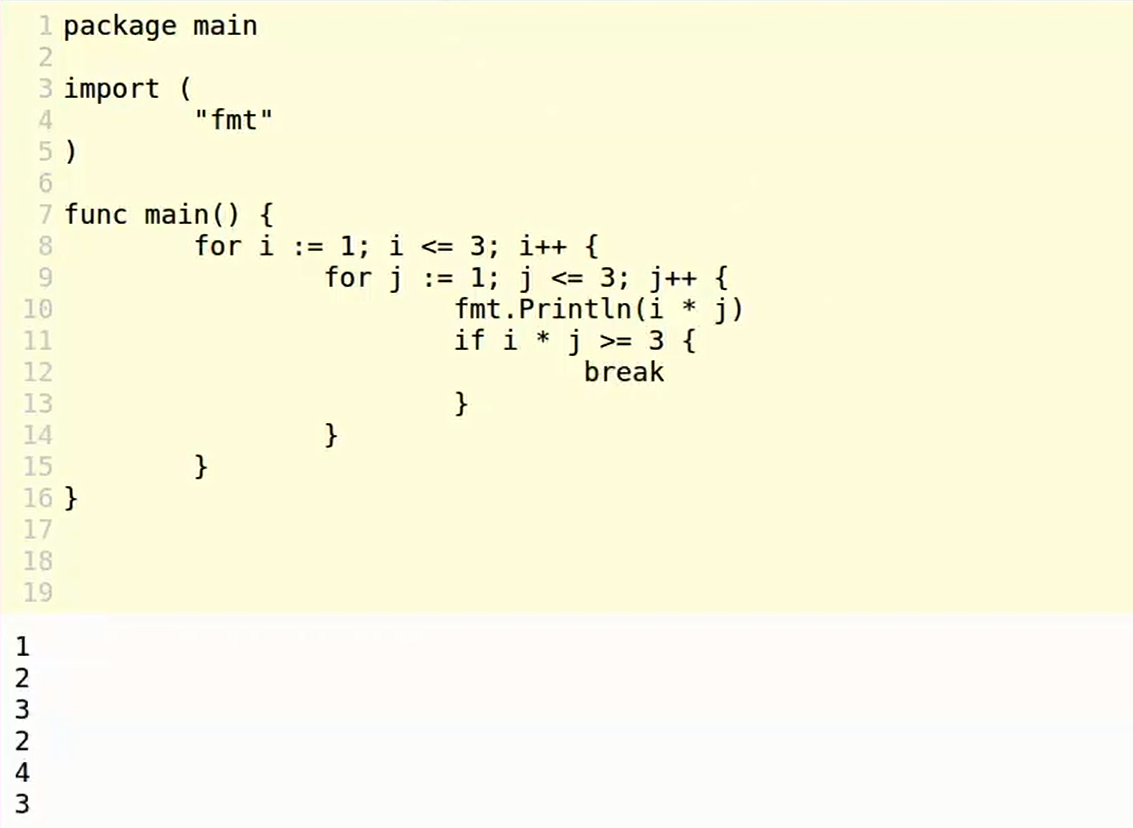 1 package main
2
3 import (
4         "fmt"
5 )
6
7 func main() {
8         for i := 1; i <= 3; i++ {
9                 for j := 1; j <= 3; j++ {
10                         fmt.Println(i * j)
11                         if i * j >= 3 {
12                                 break
13                         }
14                 }
15         }
16 }
17
18
19
1
2
3
2
4
3